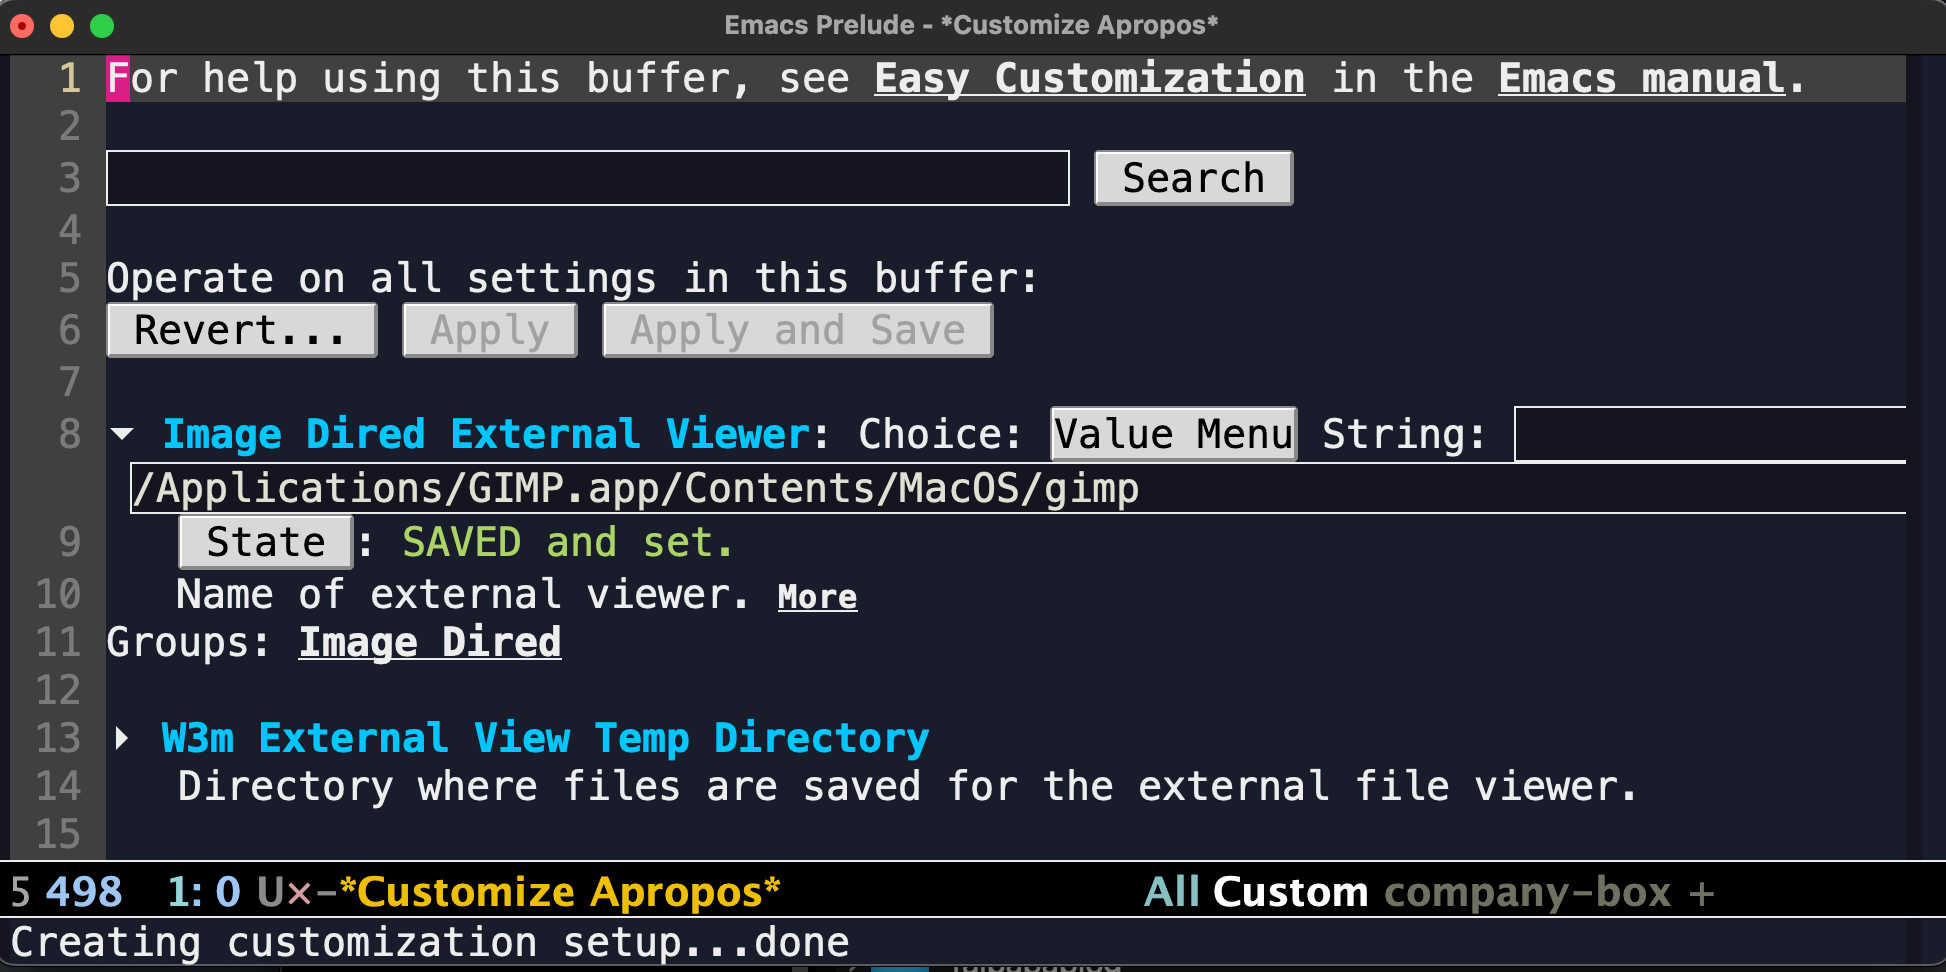 Emacs Prelude - *Customize Apropos*
1 For help using this buffer, see Easy Customization in the Emacs manual.
2
3 Search
4
5 Operate on all settings in this buffer:
6 Revert... Apply Apply and Save
7
8 Image Dired External Viewer: Choice: Value Menu String:
/Applications/GIMP.app/Contents/MacOS/gimp
9 State : SAVED and set.
10 Name of external viewer. More
11 Groups: Image Dired
12
13 W3m External View Temp Directory
14 Directory where files are saved for the external file viewer.
15
5 498 1: 0 U×-*Customize Apropos* All Custom company-box +
Creating customization setup...done